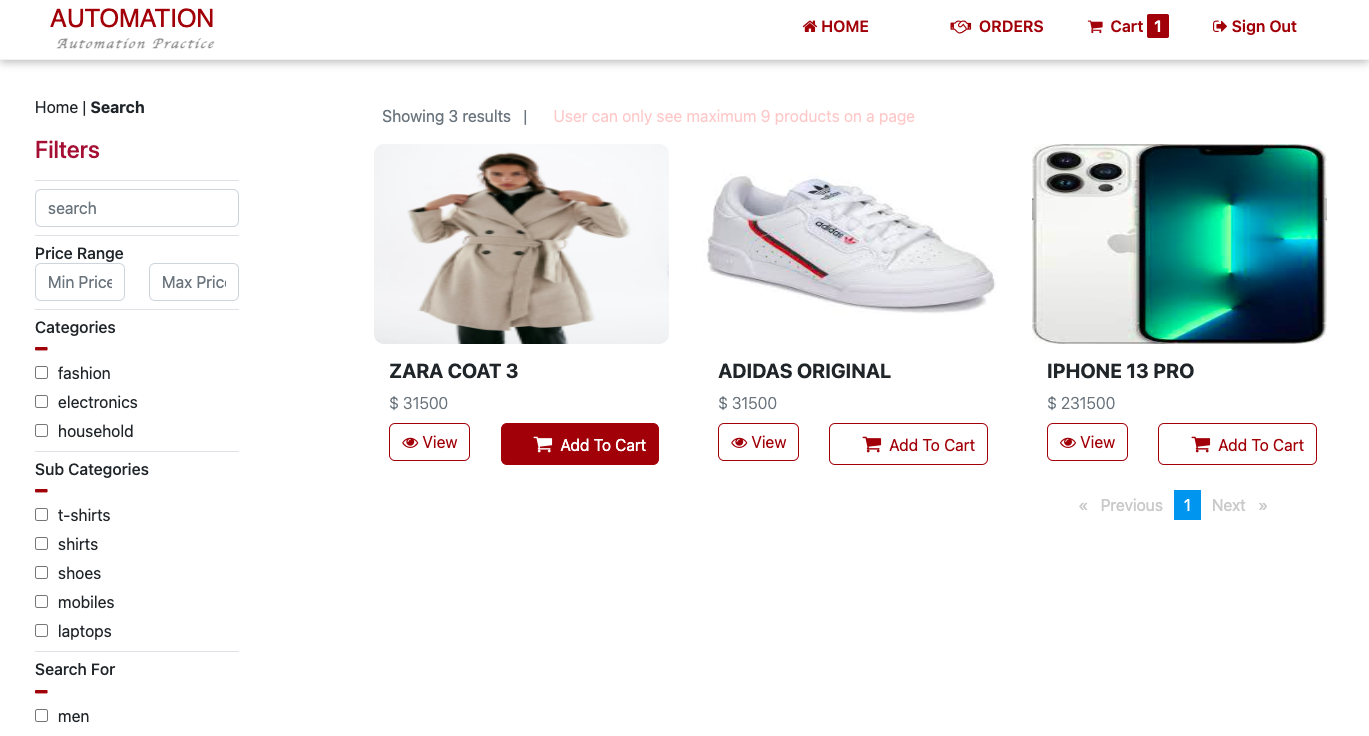 AUTOMATION
Automation Practice
HOME
ORDERS
Cart 1
Sign Out
Home | Search
Filters
search
Price Range
Min Price
Max Pric
Categories
fashion
electronics
household
Sub Categories
t-shirts
shirts
shoes
mobiles
laptops
Search For
men
Showing 3 results |
User can only see maximum 9 products on a page
ZARA COAT 3
$ 31500
View
Add To Cart
adidas
adidas
ADIDAS ORIGINAL
$ 31500
View
Add To Cart
IPHONE 13 PRO
$ 231500
View
Add To Cart
« Previous 1 Next »